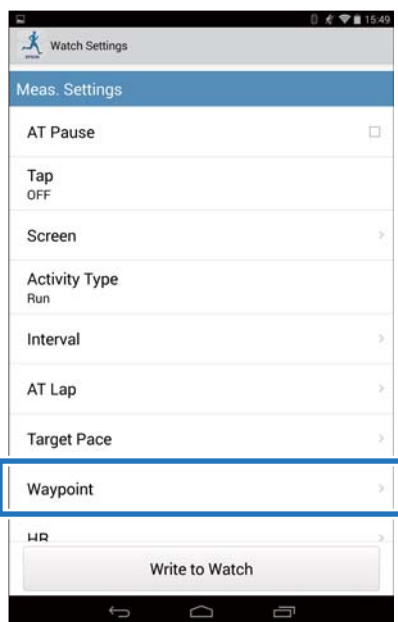 15:49
Watch Settings
EPSON
Meas. Settings
AT Pause
Tap
OFF
Screen
Activity Type
Run
Interval
AT Lap
Target Pace
Waypoint
HR
Write to Watch